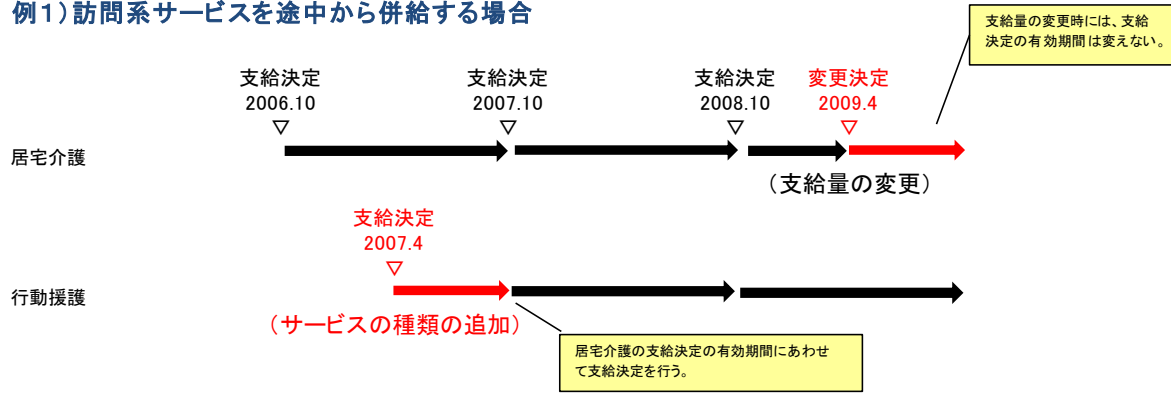 例1)訪問系サービスを途中から併給する場合
支給量の変更時には、支給
決定の有効期間は変えない。
支給決定
2006.10
▽
支給決定
2007.10
▽
支給決定
2008.10
▽
変更決定
2009.4
▽
居宅介護
(支給量の変更)
支給決定
2007.4
▽
行動援護
(サービスの種類の追加)
居宅介護の支給決定の有効期間にあわせ
て支給決定を行う。